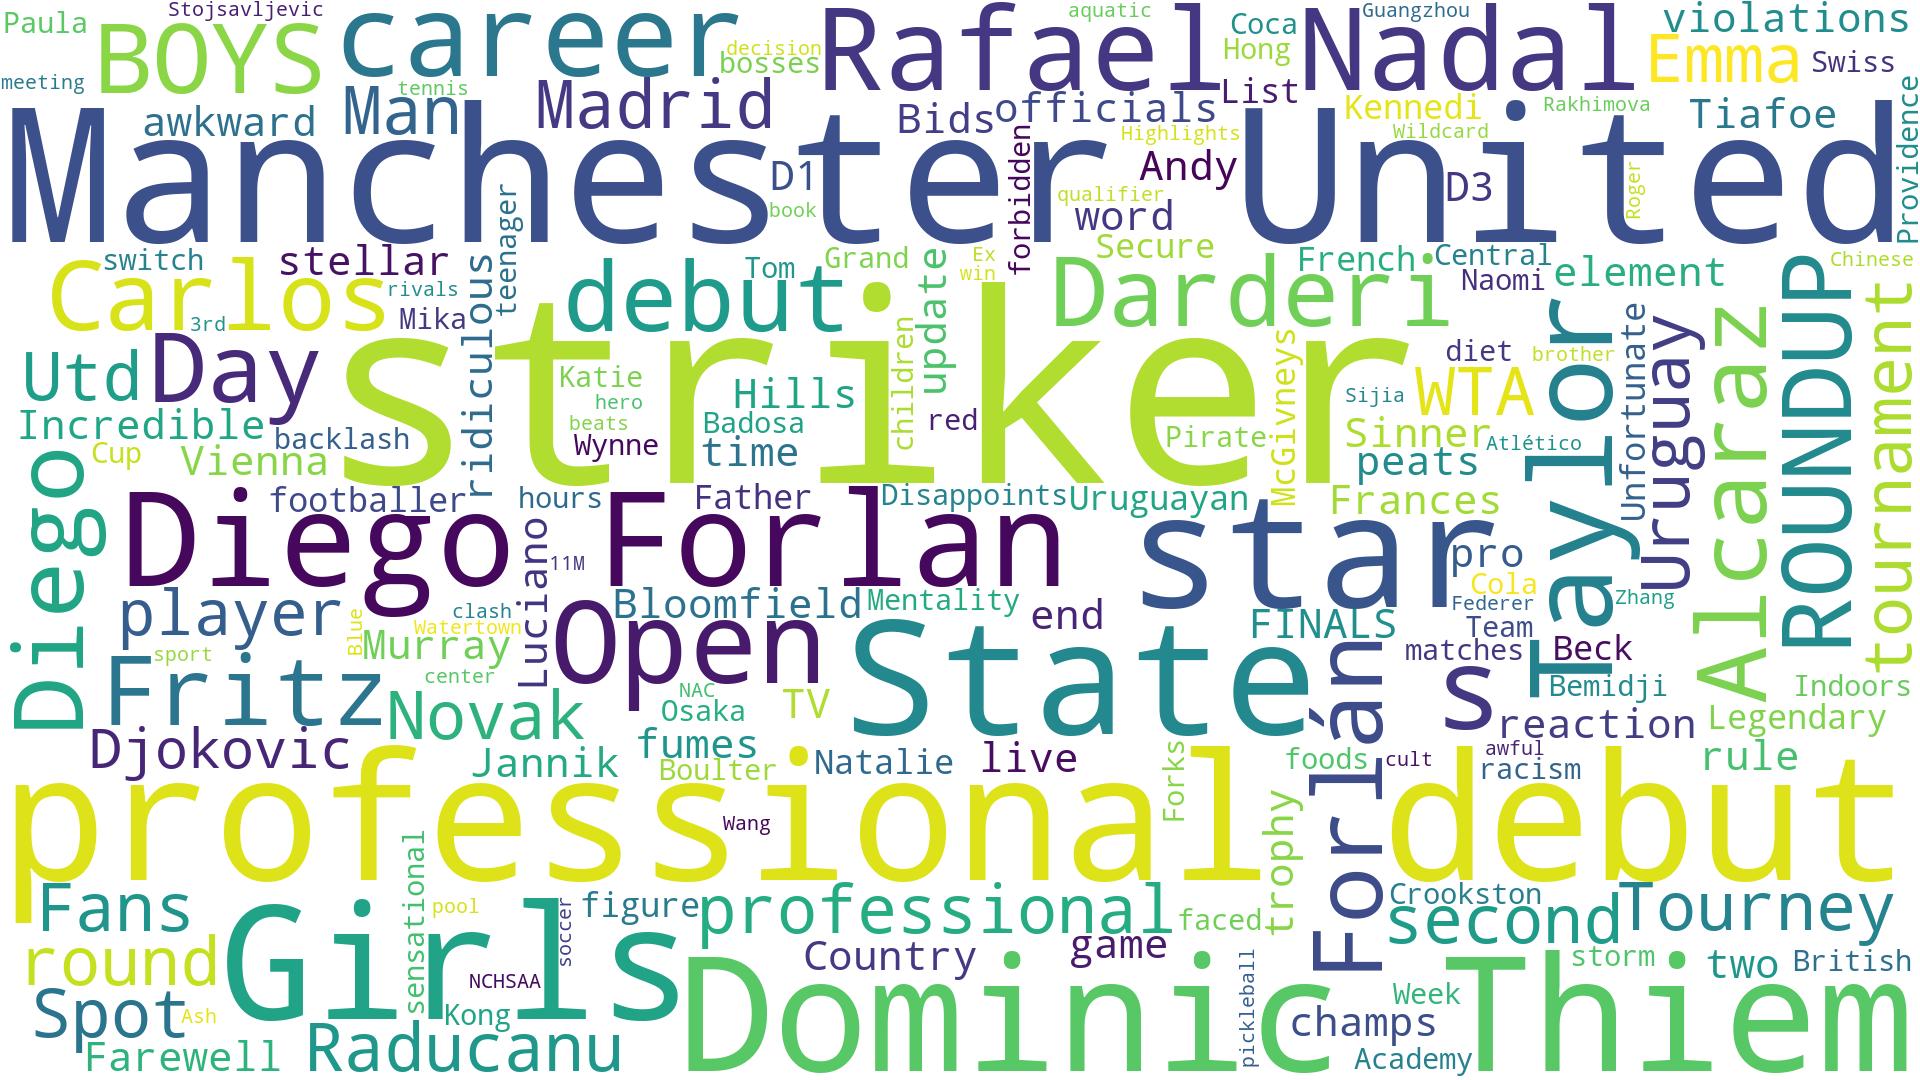 Paula
Stojsavljevic
BOYS
career
decision
bosses
Rafael
aquatic
Coca
Hong
Nadal
Guangzhou
violations
Emma
Swiss
meeting
awkward
Man
tennis
Madrid
Bids
officials
List
Kennedi
Wildcard
Rakhimova
Tiafoe
Providence
Manchester United
Highlights
Andy
D1
book
qualifier
word
forbidden
D3
Roger
teenager
switch
stellar
Carlos
rivals
3rd
Mika
ridiculous
debut
Tom
Grand
Ex
win
Secure
update
Darderi
French
Central
Naomi
element
Chinese
Utd
Day
striker
Katie
hero
beats
Wynne
Hills
Badosa
time
children
red
McGivneys
Pirate
diet
brother
Sijia
WTA
Sinner
Atlético
peats
Frances
Taylor
Unfortunate
Uruguay
Alcaraz
ROUNDUP
tournament
Incredible
backlash
Cup
Vienna
Diego
footballer
hours
Father
Disappoints
Uruguayan
Diego Forlan
star
11M
Luciano
pro
Cola
Federer
Team
Zhang
player
Blue
clash
Watertown
Murray
sport
center
Bloomfield
Mentality
end
FINALS
matches
Beck
Bemidji
Indoors
Fritz
Novak
Open
NAC
Osaka
TV
State
Forlán
s
reaction
Legendary
Djokovic
Jannik
fumes
Boulter
Natalie
live
Forks
foods
cult
awful
racism
rule
professional debut
Wang
trophy
Fans
sensational
pool
soccer
figure
professional
faced
Crookston
second
Tourney
round
Girls
NCHSAA
Country
game
pickleball
storm
two
British
Spot
Ash
Kong
Dominic Thiem
Week
champs
Academy
Farewell
Raducanu